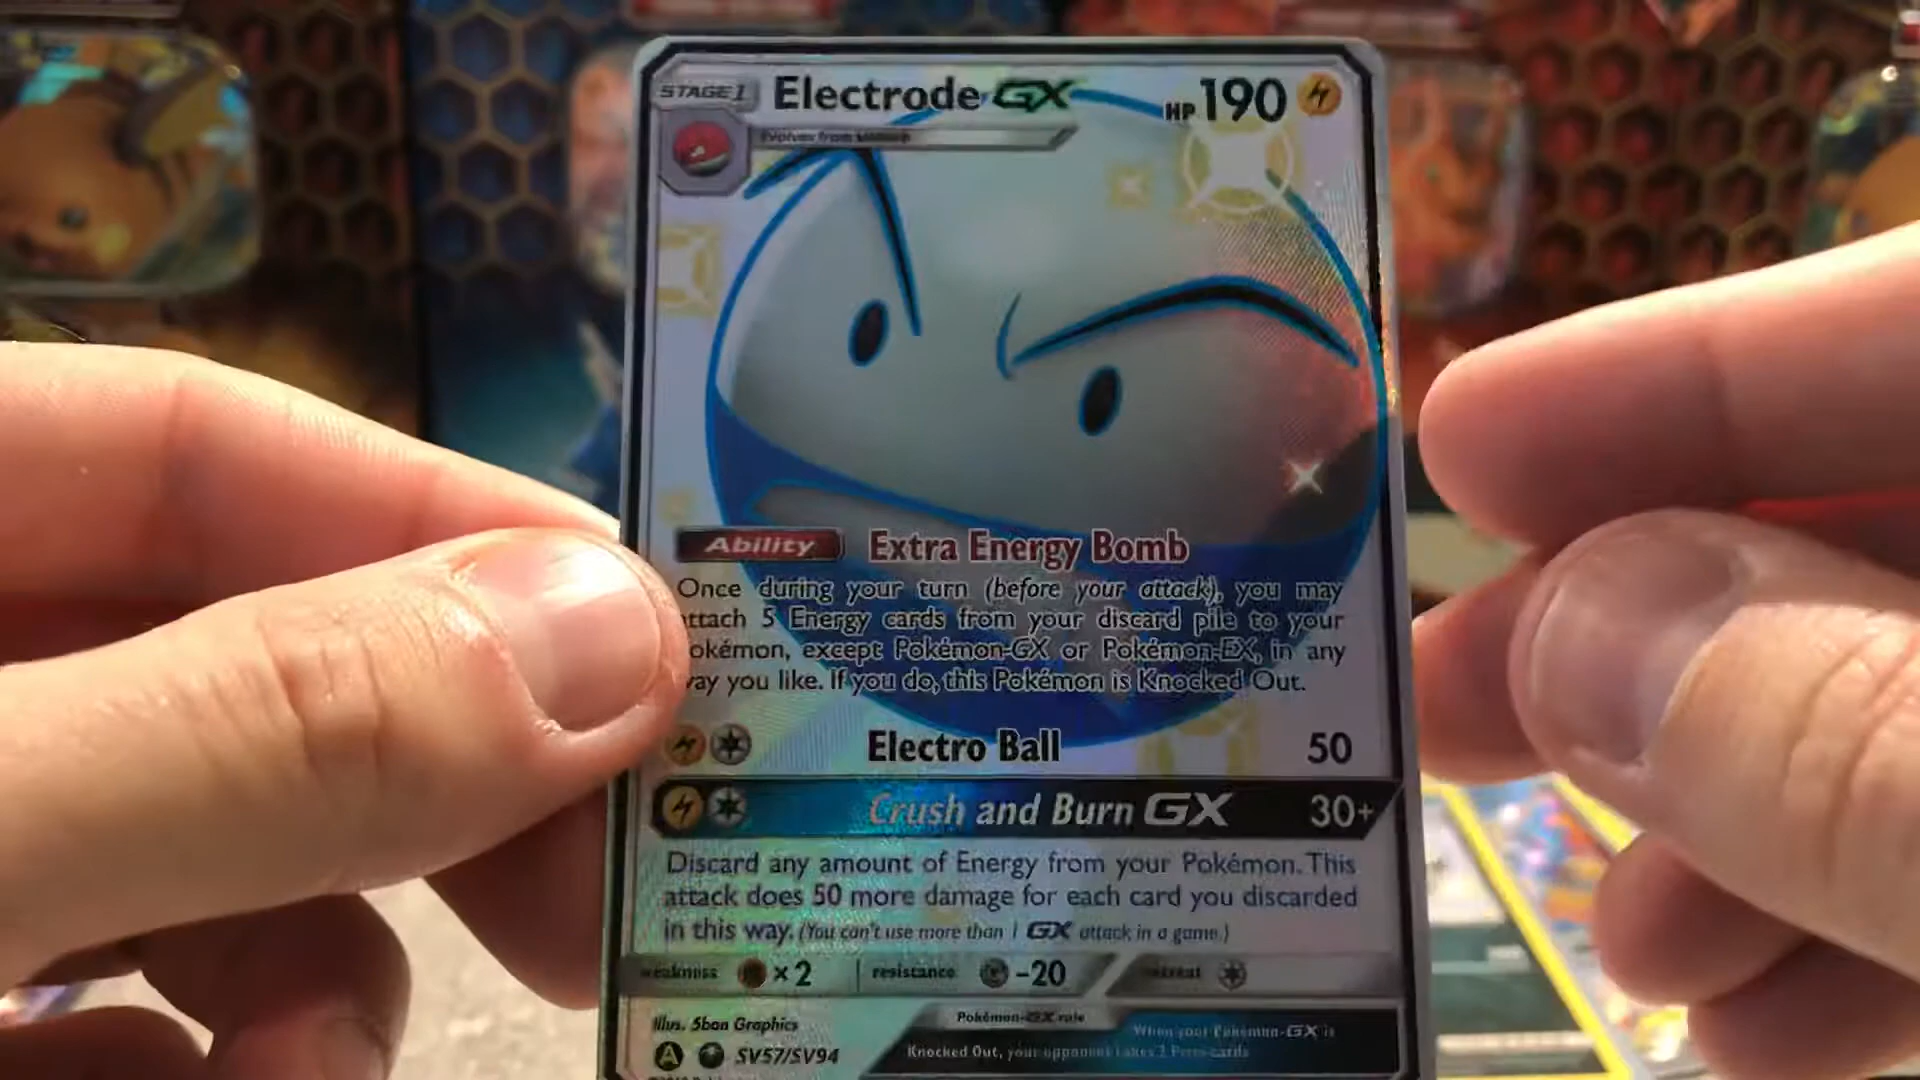 STAGE 1 Electrode GX HP 190
Evolves from Voltorb
Ability Extra Energy Bomb
Once during your turn (before your attack), you may
ttach 5 Energy cards from your discard pile to your
okémon, except Pokémon-GX or Pokémon-EX, in any
way you like. If you do, this Pokémon is Knocked Out.
Electro Ball 50
Crush and Burn GX 30+
Discard any amount of Energy from your Pokémon. This
attack does 50 more damage for each card you discarded
in this way. (You can't use more than 1 GX attack in a game.)
weakness ×2 resistance -20 retreat
Illus. 5ban Graphics
Pokémon-GX rule
When your Pokémon-GX is
Knocked Out, your opponent takes 2 Prize cards.
A SV57/SV94